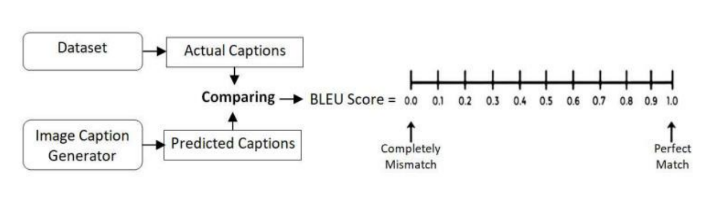 Dataset
Actual Captions
Comparing
BLEU Score =
0.0 0.1 0.2 0.3 0.4 0.5 0.6 0.7 0.8 0.9 1.0
Image Caption
Generator
Predicted Captions
Completely
Mismatch
Perfect
Match